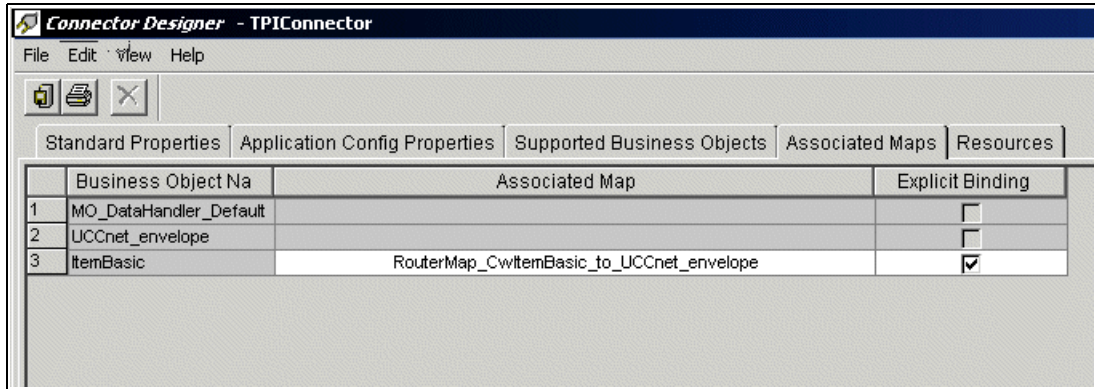 Connector Designer - TPIConnector
File Edit View Help
Standard Properties Application Config Properties Supported Business Objects Associated Maps Resources
Business Object Na Associated Map Explicit Binding
1 MO_DataHandler_Default
2 UCCnet_envelope
3 ItemBasic RouterMap_CwItemBasic_to_UCCnet_envelope